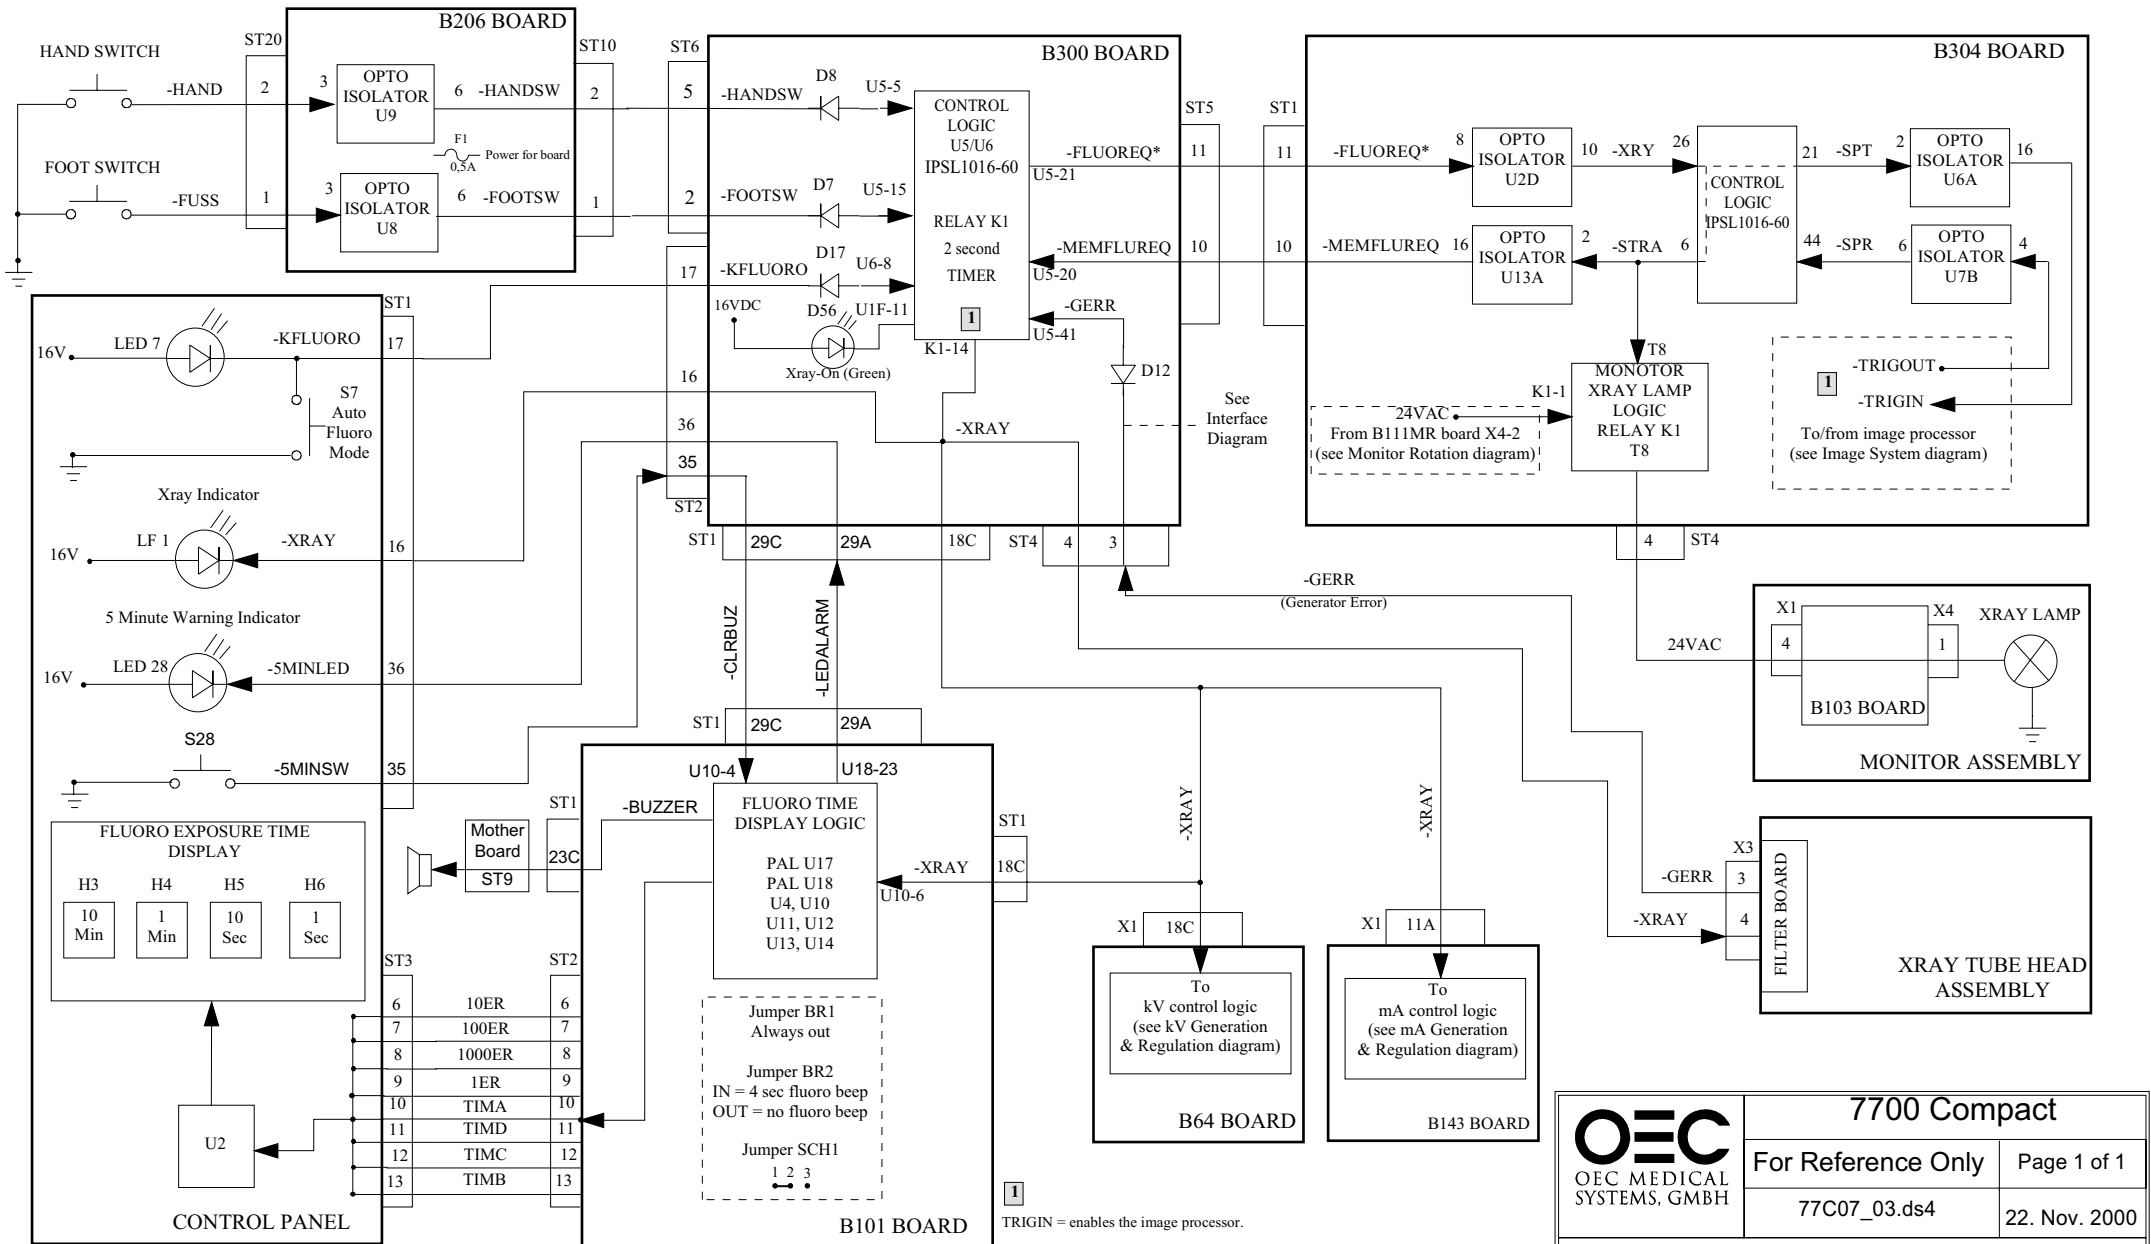 B206 BOARD
HAND SWITCH
ST20
ST10
-HAND
2
3
OPTO
ISOLATOR
U9
6
-HANDSW
2
F1
0,5A
Power for board
FOOT SWITCH
-FUSS
1
3
OPTO
ISOLATOR
U8
6
-FOOTSW
1
B300 BOARD
ST6
5
-HANDSW
D8
U5-5
2
-FOOTSW
D7
U5-15
17
-KFLUORO
D17
U6-8
16VDC
D56
U1F-11
Xray-On (Green)
CONTROL
LOGIC
U5/U6
IPSL1016-60
RELAY K1
2 second
TIMER
1
K1-14
-FLUOREQ*
U5-21
11
ST5
-MEMFLUREQ
U5-20
10
-GERR
U5-41
D12
See
Interface
Diagram
16
36
35
ST2
-XRAY
ST1
29C
29A
18C
ST4
4
3
B304 BOARD
ST1
11
-FLUOREQ*
8
OPTO
ISOLATOR
U2D
10
-XRY
26
CONTROL
LOGIC
IPSL1016-60
21
-SPT
2
OPTO
ISOLATOR
U6A
16
10
-MEMFLUREQ
16
OPTO
ISOLATOR
U13A
2
-STRA
6
44
-SPR
6
OPTO
ISOLATOR
U7B
4
T8
MONOTOR
XRAY LAMP
LOGIC
RELAY K1
T8
K1-1
24VAC
From B111MR board X4-2
(see Monitor Rotation diagram)
-TRIGOUT
1
-TRIGIN
To/from image processor
(see Image System diagram)
4
ST4
ST1
16V
LED 7
-KFLUORO
17
S7
Auto
Fluoro
Mode
Xray Indicator
16V
LF 1
-XRAY
16
5 Minute Warning Indicator
16V
LED 28
-5MINLED
36
S28
-5MINSW
35
FLUORO EXPOSURE TIME
DISPLAY
H3
H4
H5
H6
10
Min
1
Min
10
Sec
1
Sec
U2
CONTROL PANEL
ST3
ST2
6
10ER
6
7
100ER
7
8
1000ER
8
9
1ER
9
10
TIMA
10
11
TIMD
11
12
TIMC
12
13
TIMB
13
-CLRBUZ
-LEDALARM
ST1
29C
29A
U10-4
U18-23
FLUORO TIME
DISPLAY LOGIC
PAL U17
PAL U18
U4, U10
U11, U12
U13, U14
-BUZZER
ST1
23C
Mother
Board
ST9
-XRAY
U10-6
ST1
18C
Jumper BR1
Always out
Jumper BR2
IN = 4 sec fluoro beep
OUT = no fluoro beep
Jumper SCH1
1 2 3
B101 BOARD
1
TRIGIN = enables the image processor.
-GERR
(Generator Error)
-XRAY
-XRAY
X1
18C
To
kV control logic
(see kV Generation
& Regulation diagram)
B64 BOARD
X1
11A
To
mA control logic
(see mA Generation
& Regulation diagram)
B143 BOARD
24VAC
X1
4
X4
1
XRAY LAMP
B103 BOARD
MONITOR ASSEMBLY
X3
-GERR
3
-XRAY
4
FILTER BOARD
XRAY TUBE HEAD
ASSEMBLY
OEC
OEC MEDICAL
SYSTEMS, GMBH
7700 Compact
For Reference Only
Page 1 of 1
77C07_03.ds4
22. Nov. 2000